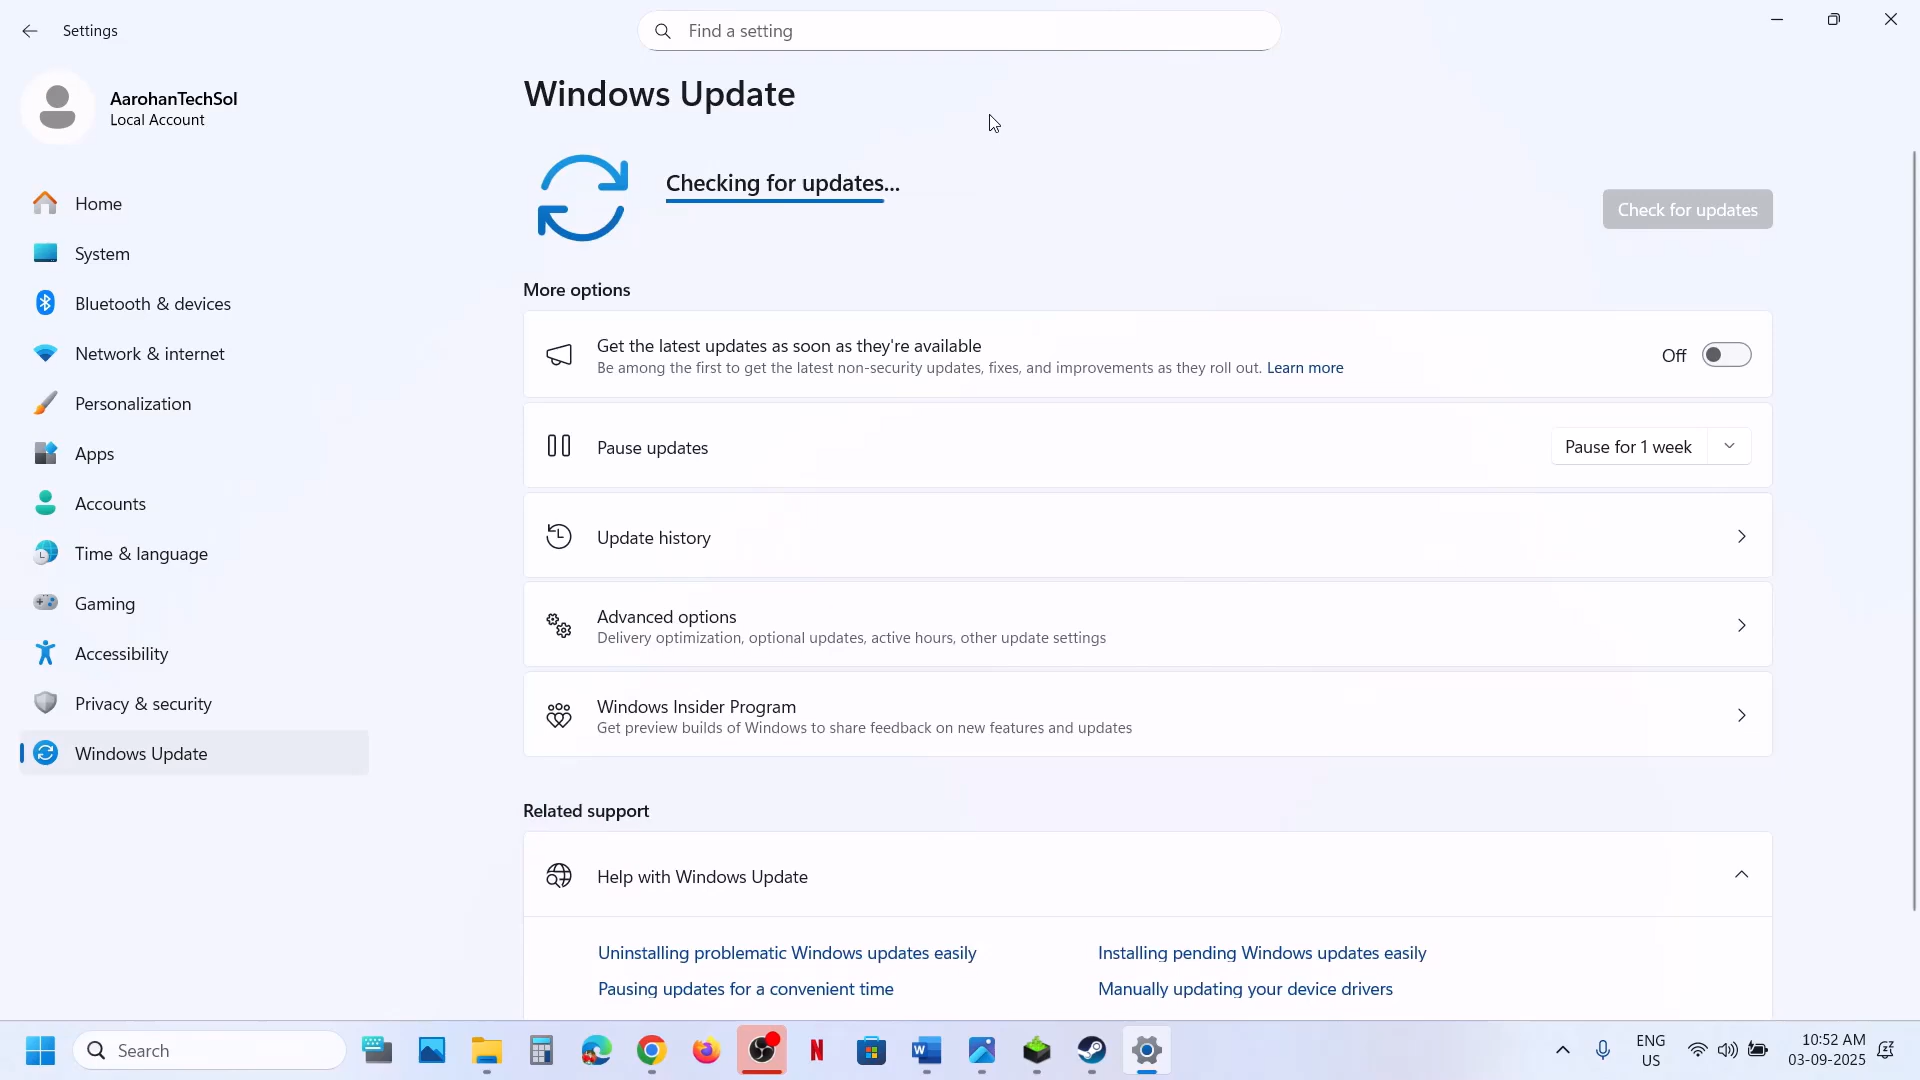 Settings
Find a setting
AarohanTechSol
Local Account
Home
System
Bluetooth & devices
Network & internet
Personalization
Apps
Accounts
Time & language
Gaming
Accessibility
Privacy & security
Windows Update
Windows Update
Checking for updates...
Check for updates
More options
Get the latest updates as soon as they're available
Be among the first to get the latest non-security updates, fixes, and improvements as they roll out. Learn more
Off
Pause updates
Pause for 1 week
Update history
Advanced options
Delivery optimization, optional updates, active hours, other update settings
Windows Insider Program
Get preview builds of Windows to share feedback on new features and updates
Related support
Help with Windows Update
Uninstalling problematic Windows updates easily
Installing pending Windows updates easily
Pausing updates for a convenient time
Manually updating your device drivers
Search
ENG
US
10:52 AM
03-09-2025